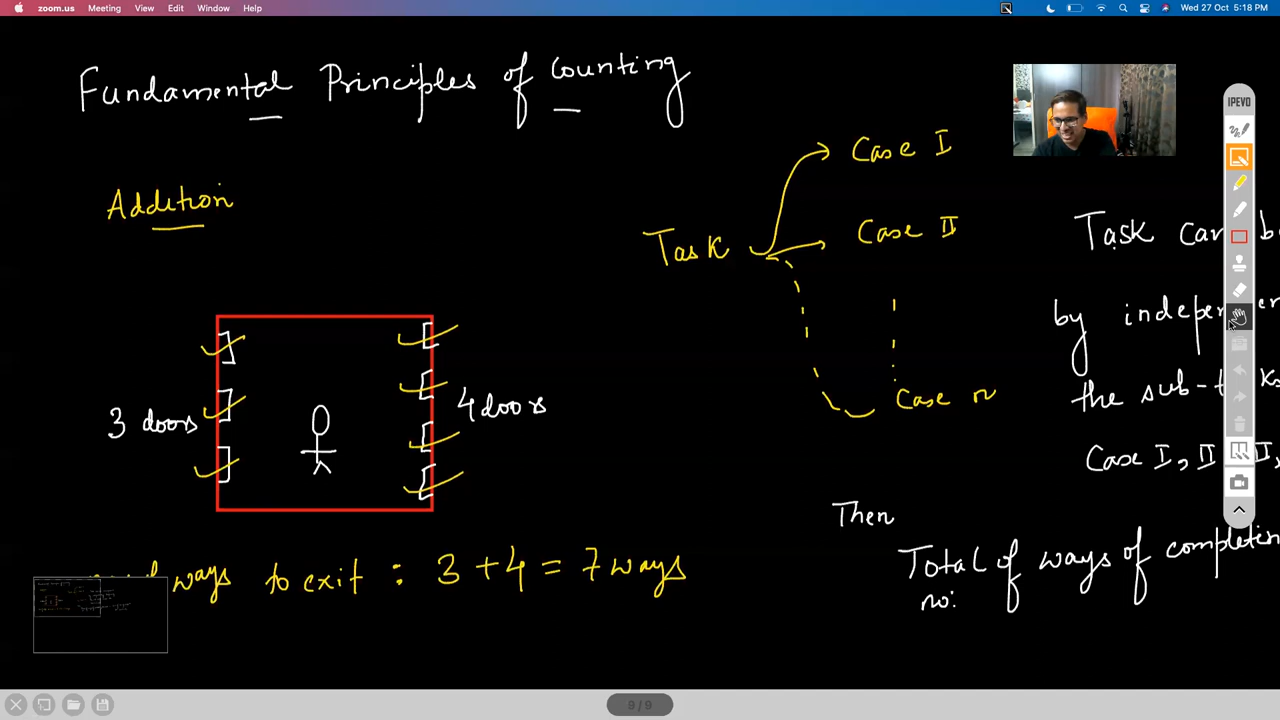 zoom.us Meeting View Edit Window Help Wed 27 Oct 5:18 PM
Fundamental Principles of Counting
IPEVO
Addition
Task
Case I
Case II
Case n
3 doors
4 doors
ways to exit : 3 + 4 = 7 ways
Task can b
by indepen
the sub-t
Case I, II
Then
Total of ways of completin
no:
9 / 9